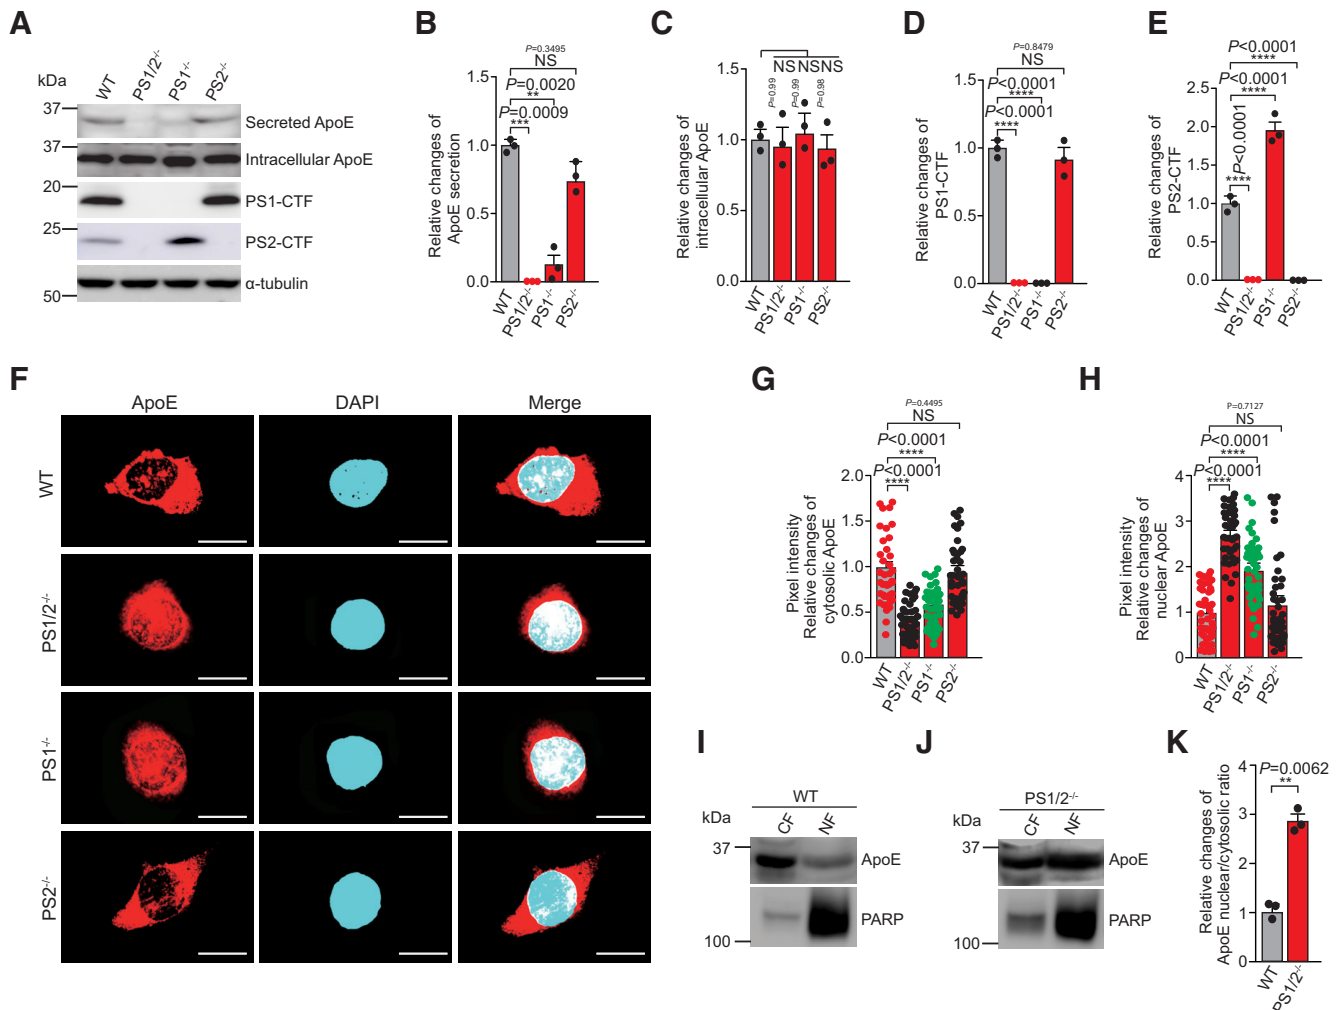 A
kDa
WT
PS1/2-/-
PS1-/-
PS2-/-
37
Secreted ApoE
37
Intracellular ApoE
20
PS1-CTF
25
PS2-CTF
α-tubulin
50
B
P=0.3495
NS
P=0.0020
**
P=0.0009
***
Relative changes of
ApoE secretion
1.5
1.0
0.5
0.0
WT
PS1/2-/-
PS1-/-
PS2-/-
C
NS NS NS
P=0.99
P=0.99
P=0.98
Relative changes of
intracellular ApoE
1.5
1.0
0.5
0.0
WT
PS1/2-/-
PS1-/-
PS2-/-
D
P=0.8479
NS
P<0.0001
****
P<0.0001
****
Relative changes of
PS1-CTF
1.5
1.0
0.5
0.0
WT
PS1/2-/-
PS1-/-
PS2-/-
E
P<0.0001
****
P<0.0001
****
P<0.0001
****
Relative changes of
PS2-CTF
2.5
2.0
1.5
1.0
0.5
0.0
WT
PS1/2-/-
PS1-/-
PS2-/-
F
ApoE DAPI Merge
WT
PS1/2-/-
PS1-/-
PS2-/-
G
P=0.4495
NS
P<0.0001
****
P<0.0001
****
Pixel intensity
Relative changes of
cytosolic ApoE
2.0
1.5
1.0
0.5
0.0
WT
PS1/2-/-
PS1-/-
PS2-/-
H
P=0.7127
NS
P<0.0001
****
P<0.0001
****
Pixel intensity
Relative changes of
nuclear ApoE
4
3
2
1
0
WT
PS1/2-/-
PS1-/-
PS2-/-
I
WT
kDa
CF
NF
37
ApoE
PARP
100
J
PS1/2-/-
kDa
CF
NF
37
ApoE
PARP
100
K
P=0.0062
**
Relative changes of
ApoE nuclear/cytosolic ratio
4
3
2
1
0
WT
PS1/2-/-